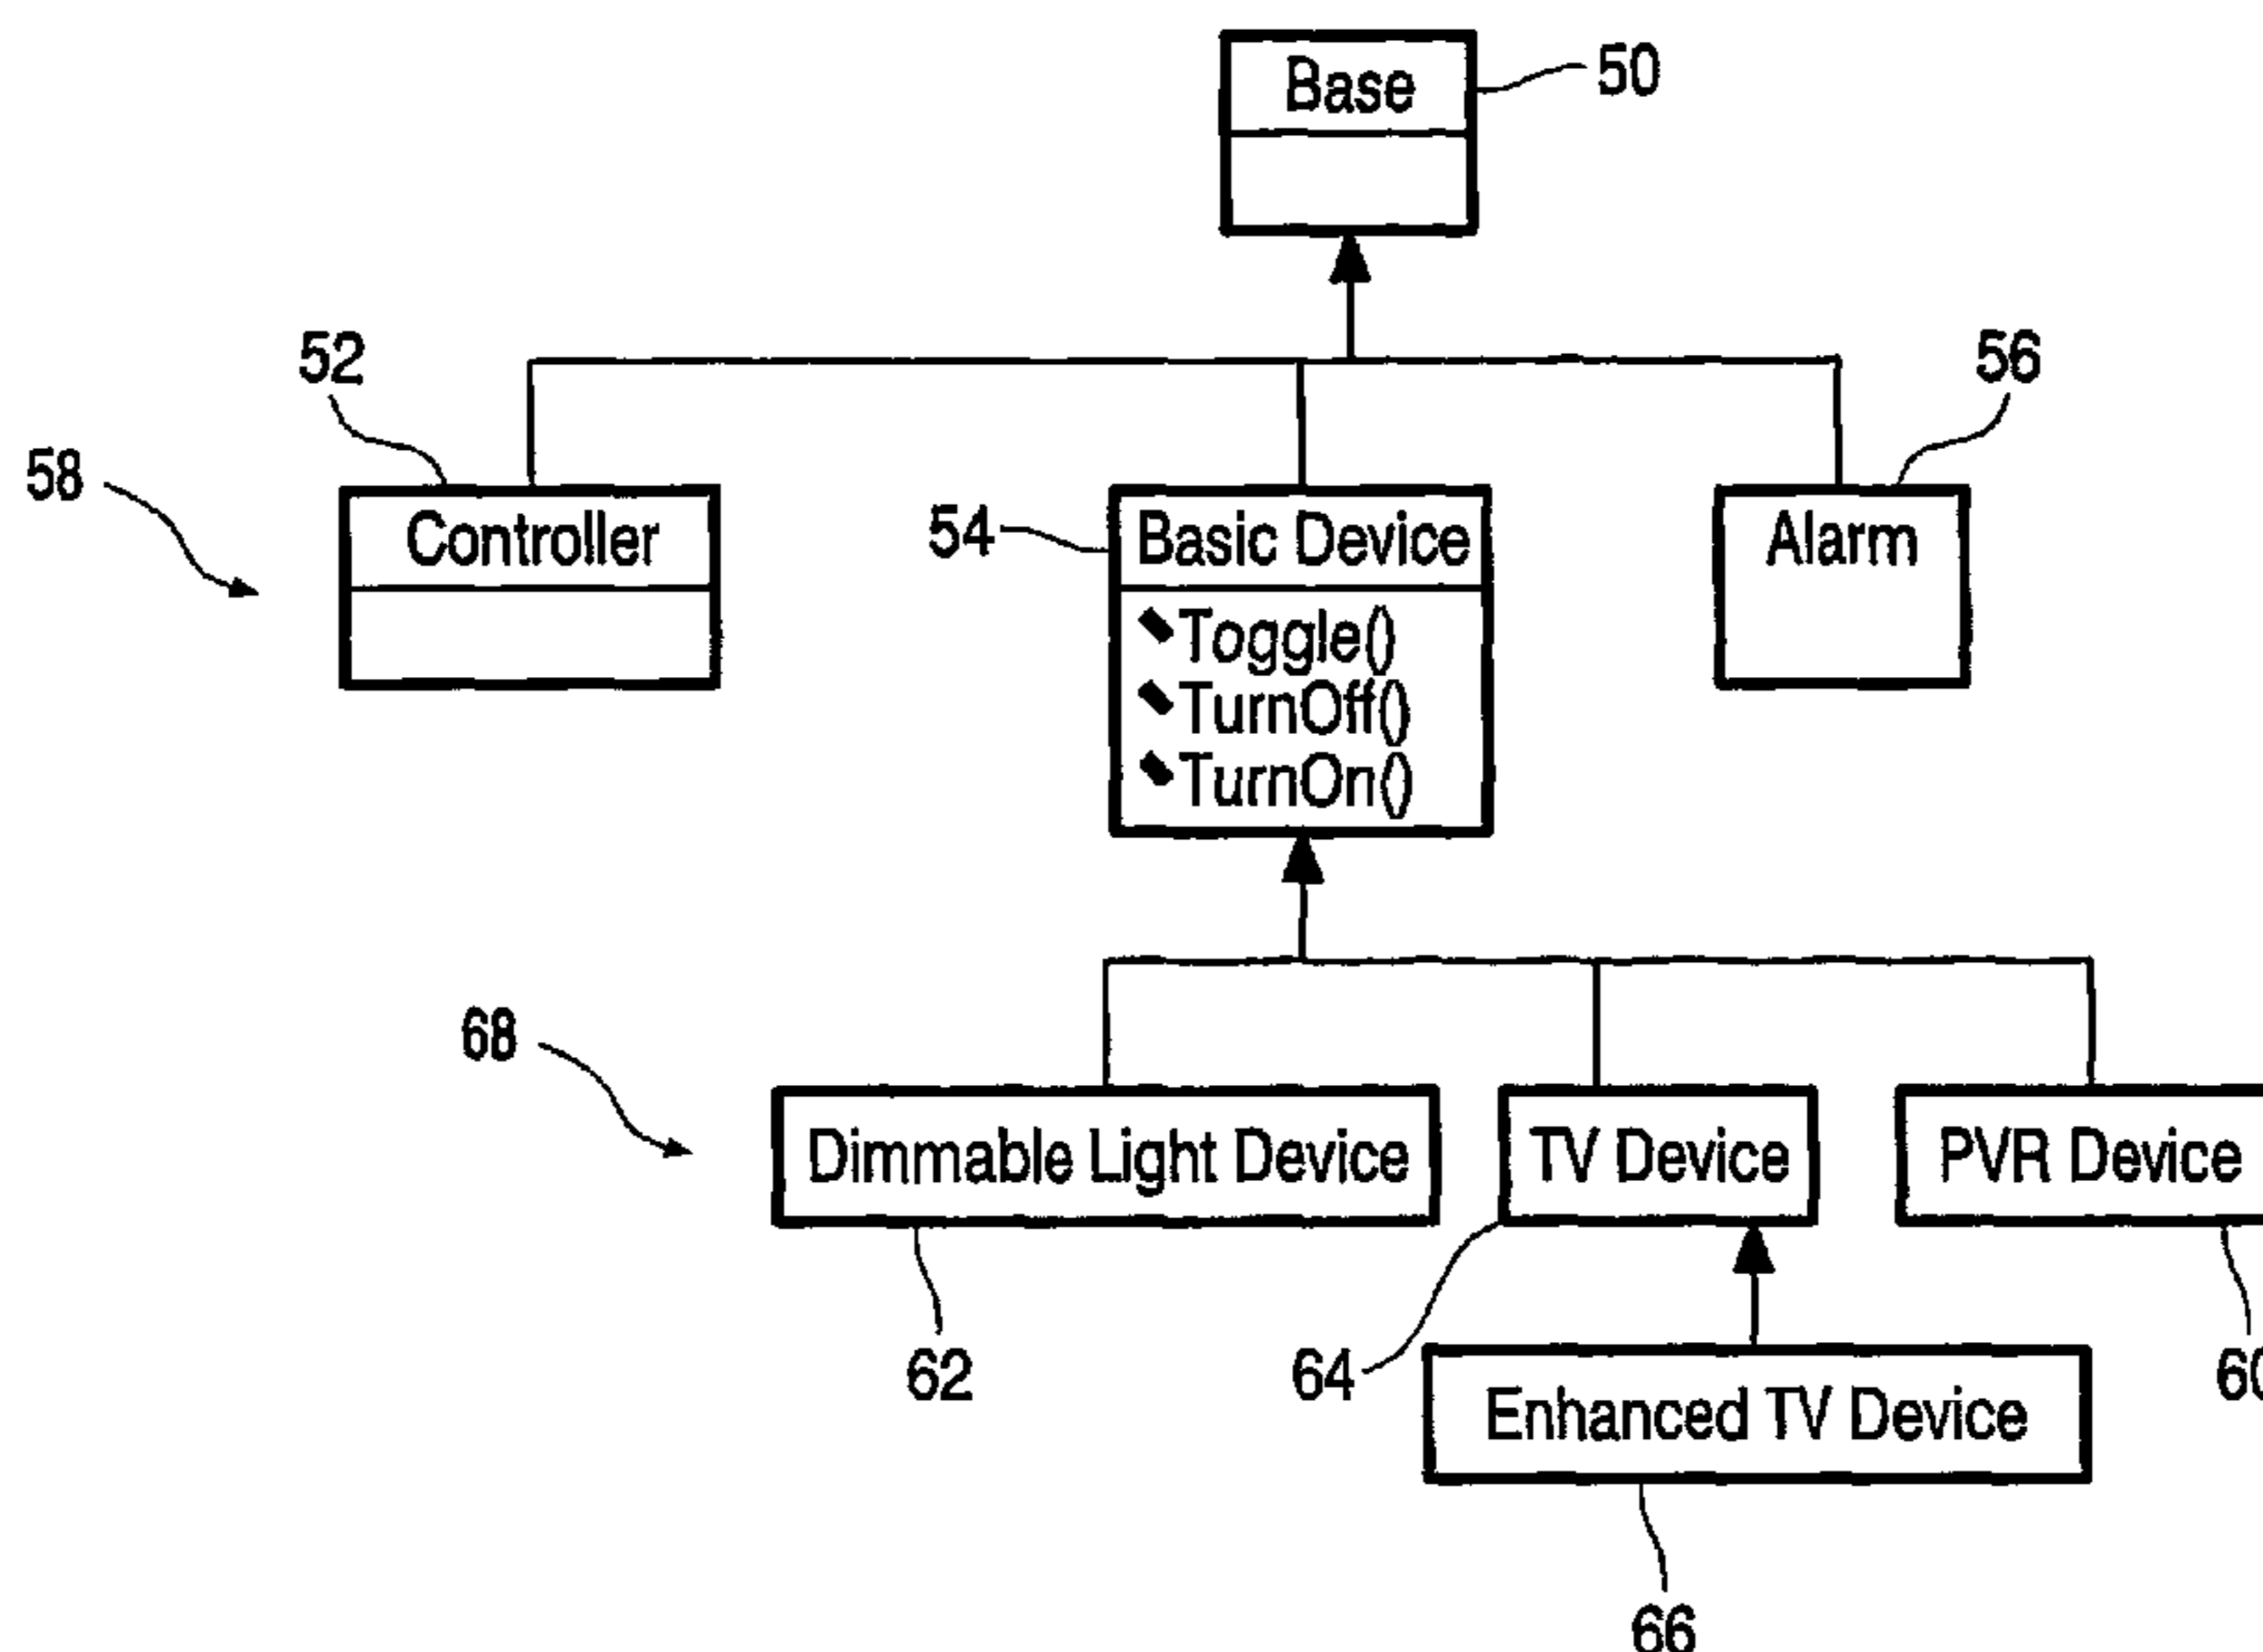 Base
50
52
56
58
Controller
54
Basic Device
Alarm
Toggle()
TurnOff()
TurnOn()
68
Dimmable Light Device
TV Device
PVR Device
62
64
60
Enhanced TV Device
66